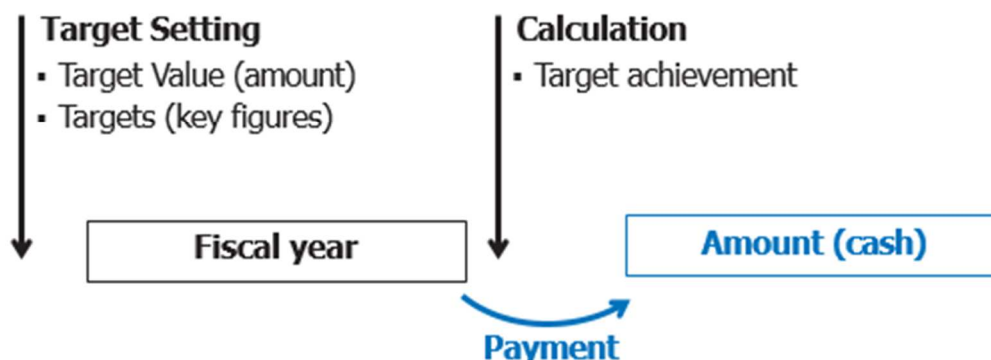 Target Setting
▪ Target Value (amount)
▪ Targets (key figures)
Calculation
▪ Target achievement
Fiscal year
Amount (cash)
Payment